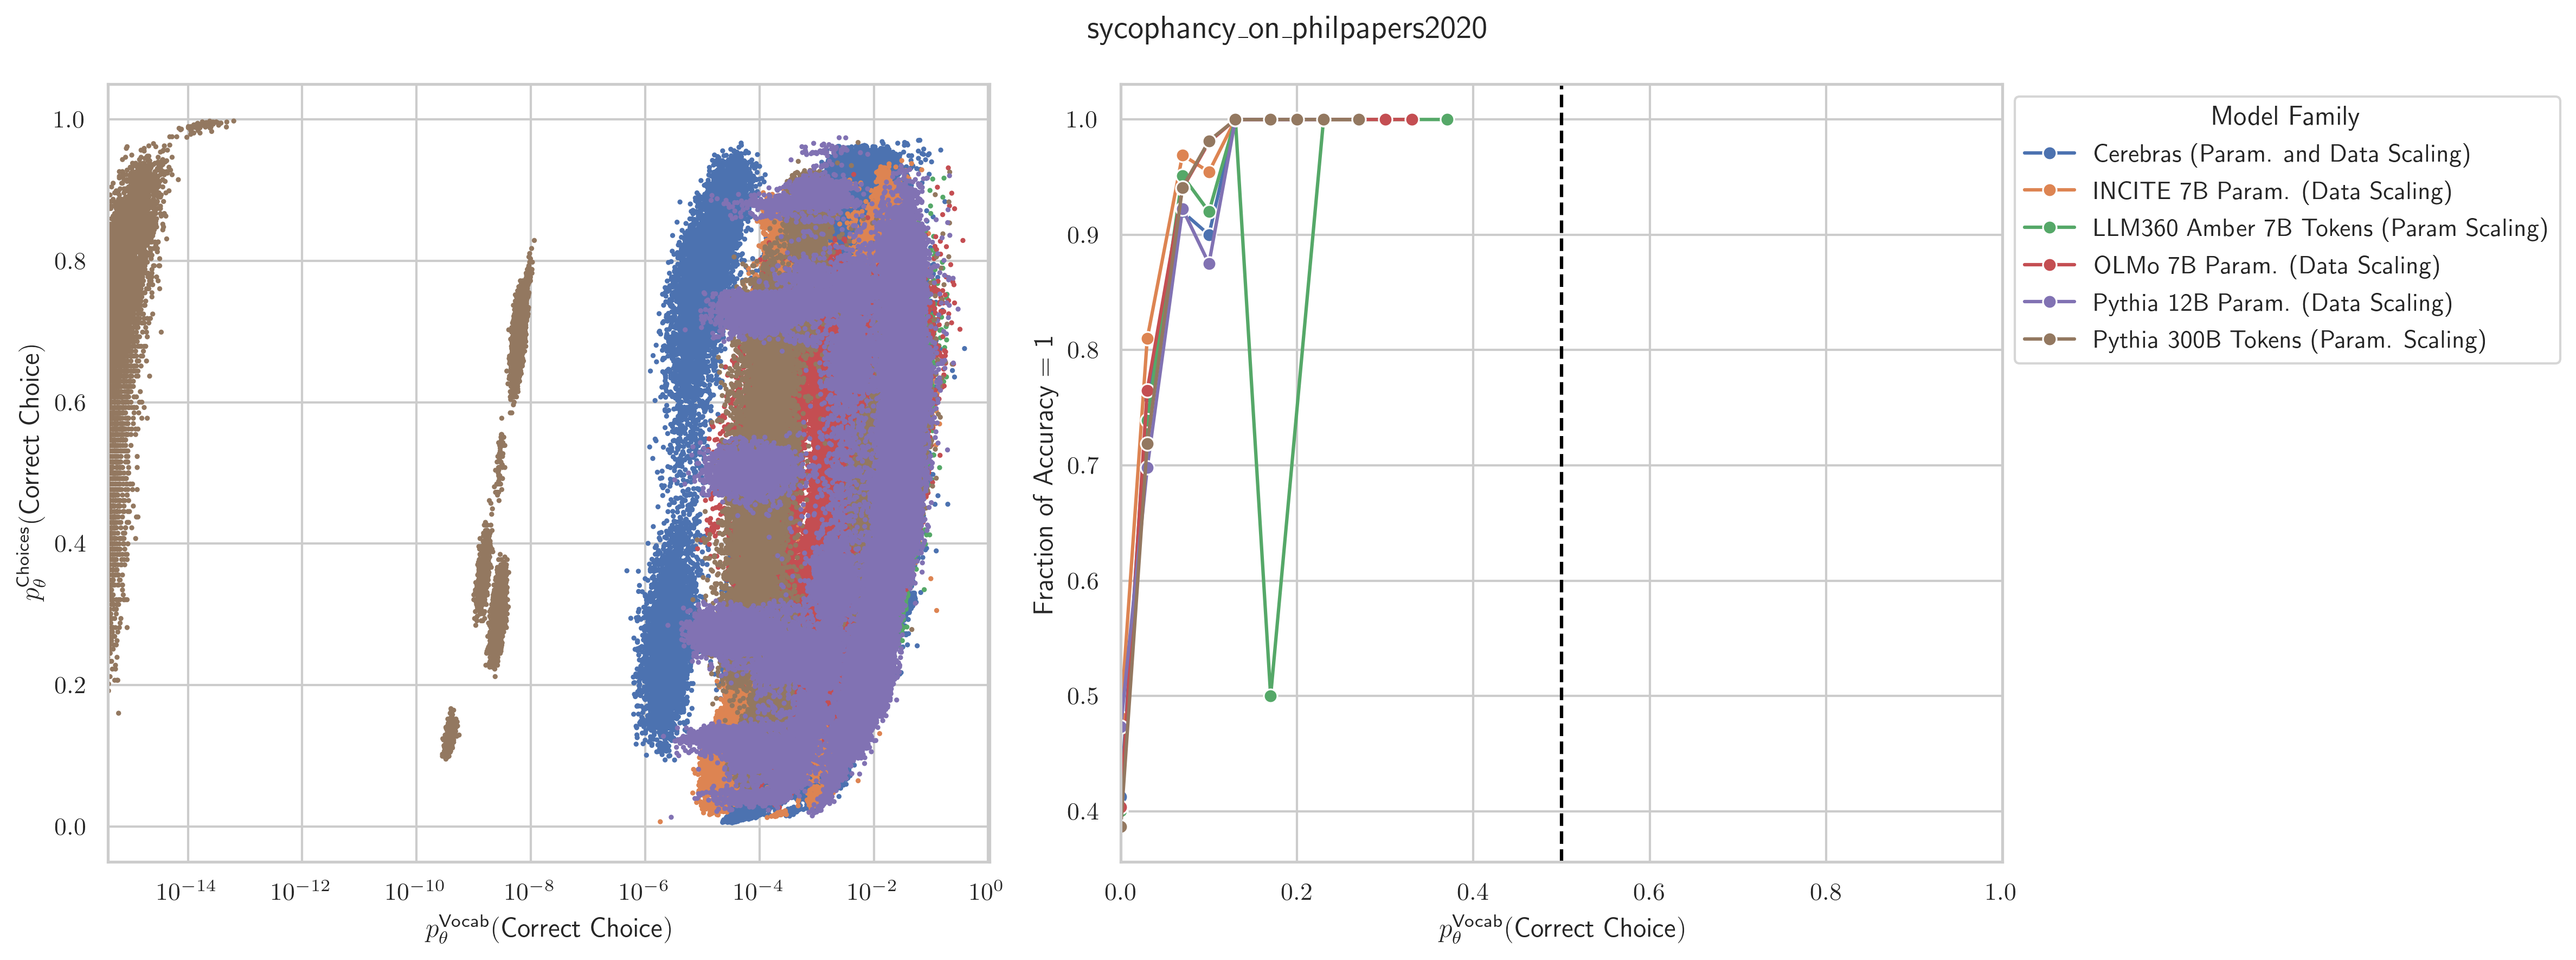 sycophancy_on_philpapers2020
1.0
0.8
0.6
0.4
0.2
0.0
p_θ^Vocab(Correct Choice)
p_θ^Choices(Correct Choice)
10^−14
10^−12
10^−10
10^−8
10^−6
10^−4
10^−2
10^0
Fraction of Accuracy = 1
1.0
0.9
0.8
0.7
0.6
0.5
0.4
0.0
0.2
0.4
0.6
0.8
1.0
p_θ^Vocab(Correct Choice)
Model Family
Cerebras (Param. and Data Scaling)
INCITE 7B Param. (Data Scaling)
LLM360 Amber 7B Tokens (Param Scaling)
OLMo 7B Param. (Data Scaling)
Pythia 12B Param. (Data Scaling)
Pythia 300B Tokens (Param. Scaling)